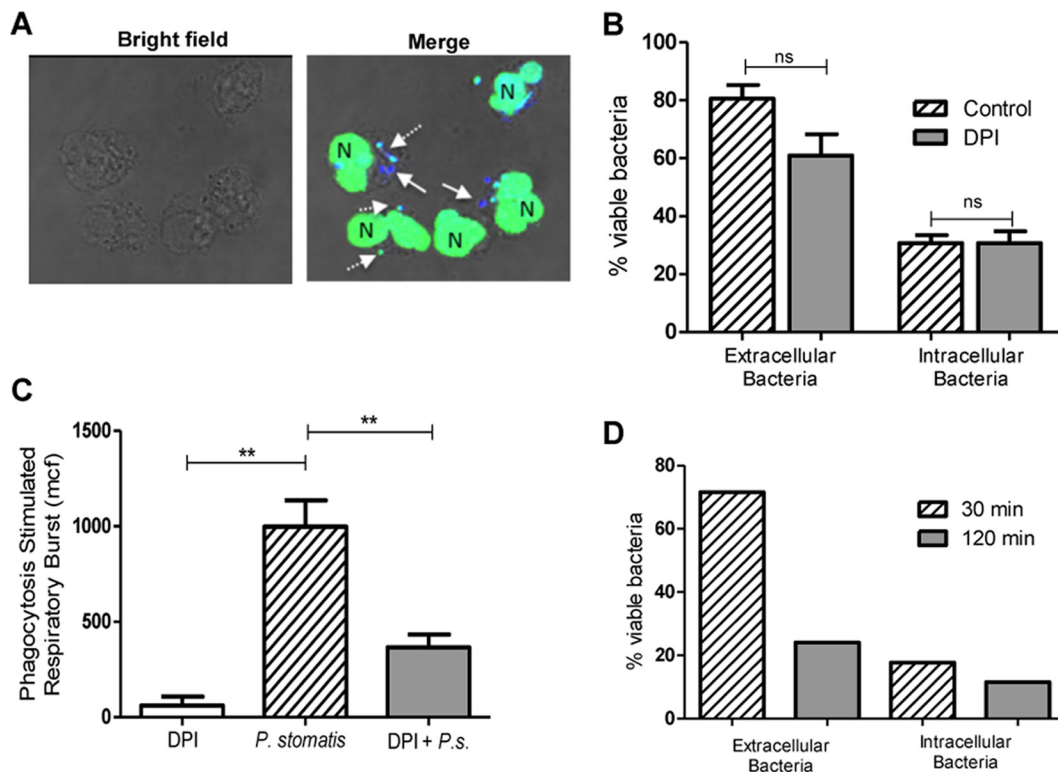 A
Bright field
Merge
N
N
N
N
N
B
% viable bacteria
100
80
60
40
20
0
ns
ns
Control
DPI
Extracellular
Bacteria
Intracellular
Bacteria
C
Phagocytosis Stimulated
Respiratory Burst (mcf)
1500
1000
500
0
**
**
DPI
P. stomatis
DPI + P.s.
D
% viable bacteria
80
60
40
20
0
30 min
120 min
Extracellular
Bacteria
Intracellular
Bacteria